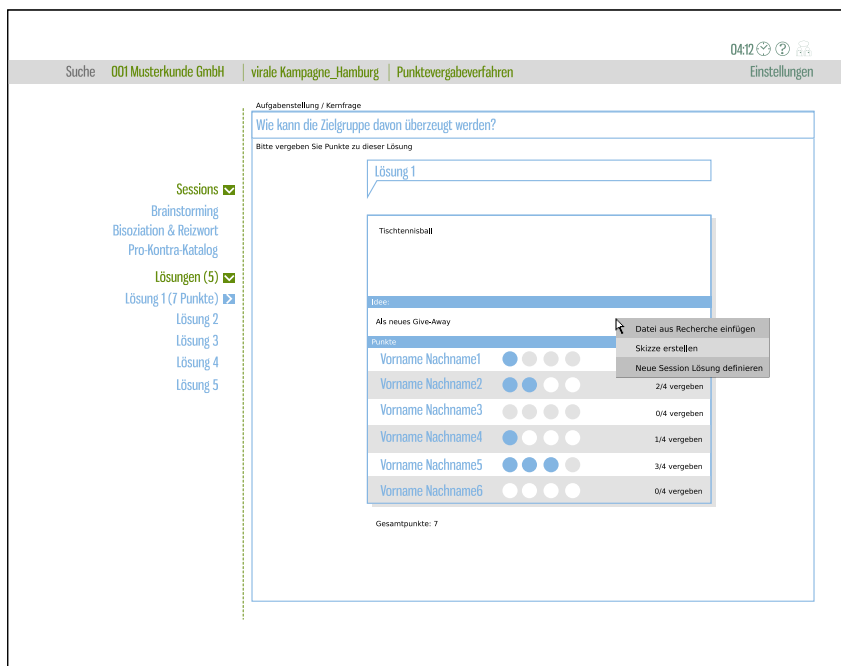 04:12
Suche 001 Musterkunde GmbH virale Kampagne_Hamburg Punktevergabeverfahren Einstellungen
Aufgabenstellung / Kernfrage
Wie kann die Zielgruppe davon überzeugt werden?
Bitte vergeben Sie Punkte zu dieser Lösung
Lösung 1
Sessions
Brainstorming
Bisoziation & Reizwort
Pro-Kontra-Katalog
Lösungen (5)
Lösung 1 (7 Punkte)
Lösung 2
Lösung 3
Lösung 4
Lösung 5
Tischtennisball
Idee:
Als neues Give-Away
Datei aus Recherche einfügen
Skizze erstellen
Neue Session Lösung definieren
Punkte
Vorname Nachname1
Vorname Nachname2 2/4 vergeben
Vorname Nachname3 0/4 vergeben
Vorname Nachname4 1/4 vergeben
Vorname Nachname5 3/4 vergeben
Vorname Nachname6 0/4 vergeben
Gesamtpunkte: 7